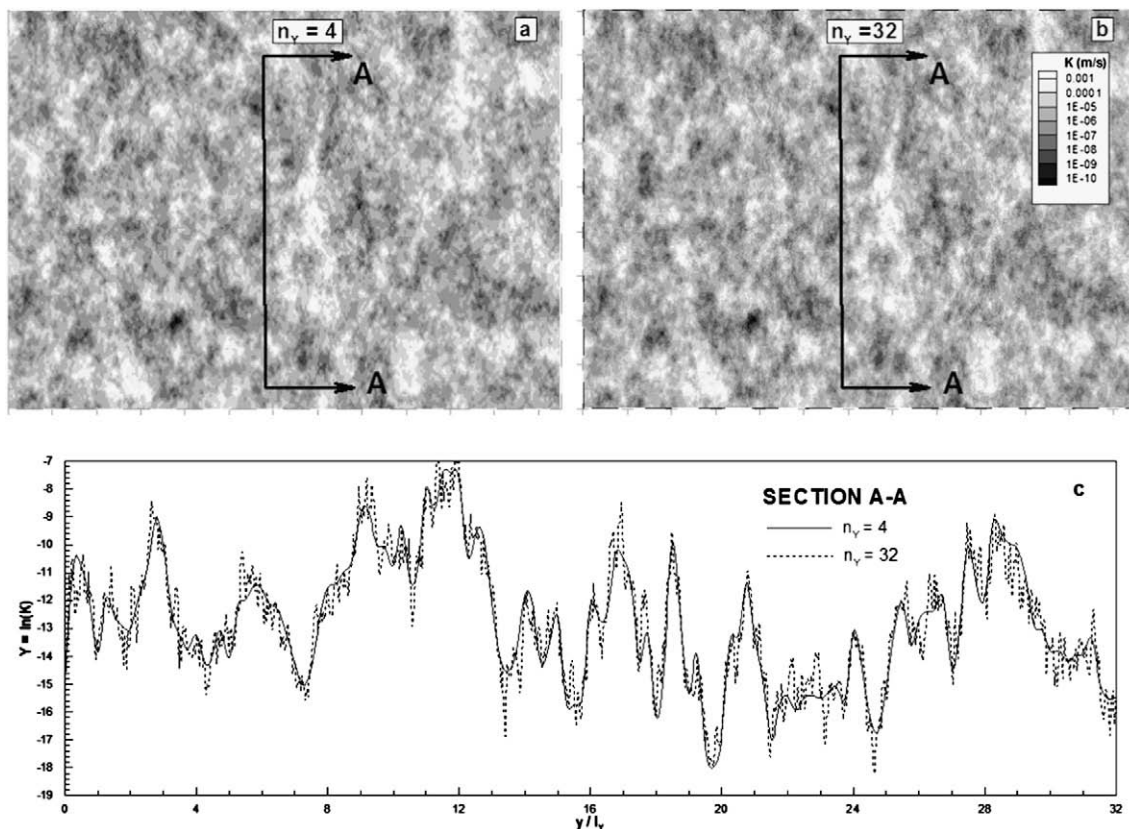 n_Y = 4
a
A
A
n_Y = 32
b
A
A
K (m/s)
0.001
0.0001
1E-05
1E-06
1E-07
1E-08
1E-09
1E-10
c
SECTION A-A
n_Y = 4
n_Y = 32
Y = ln(K)
-7
-8
-9
-10
-11
-12
-13
-14
-15
-16
-17
-18
-19
0 4 8 12 16 20 24 28 32
y / I_Y